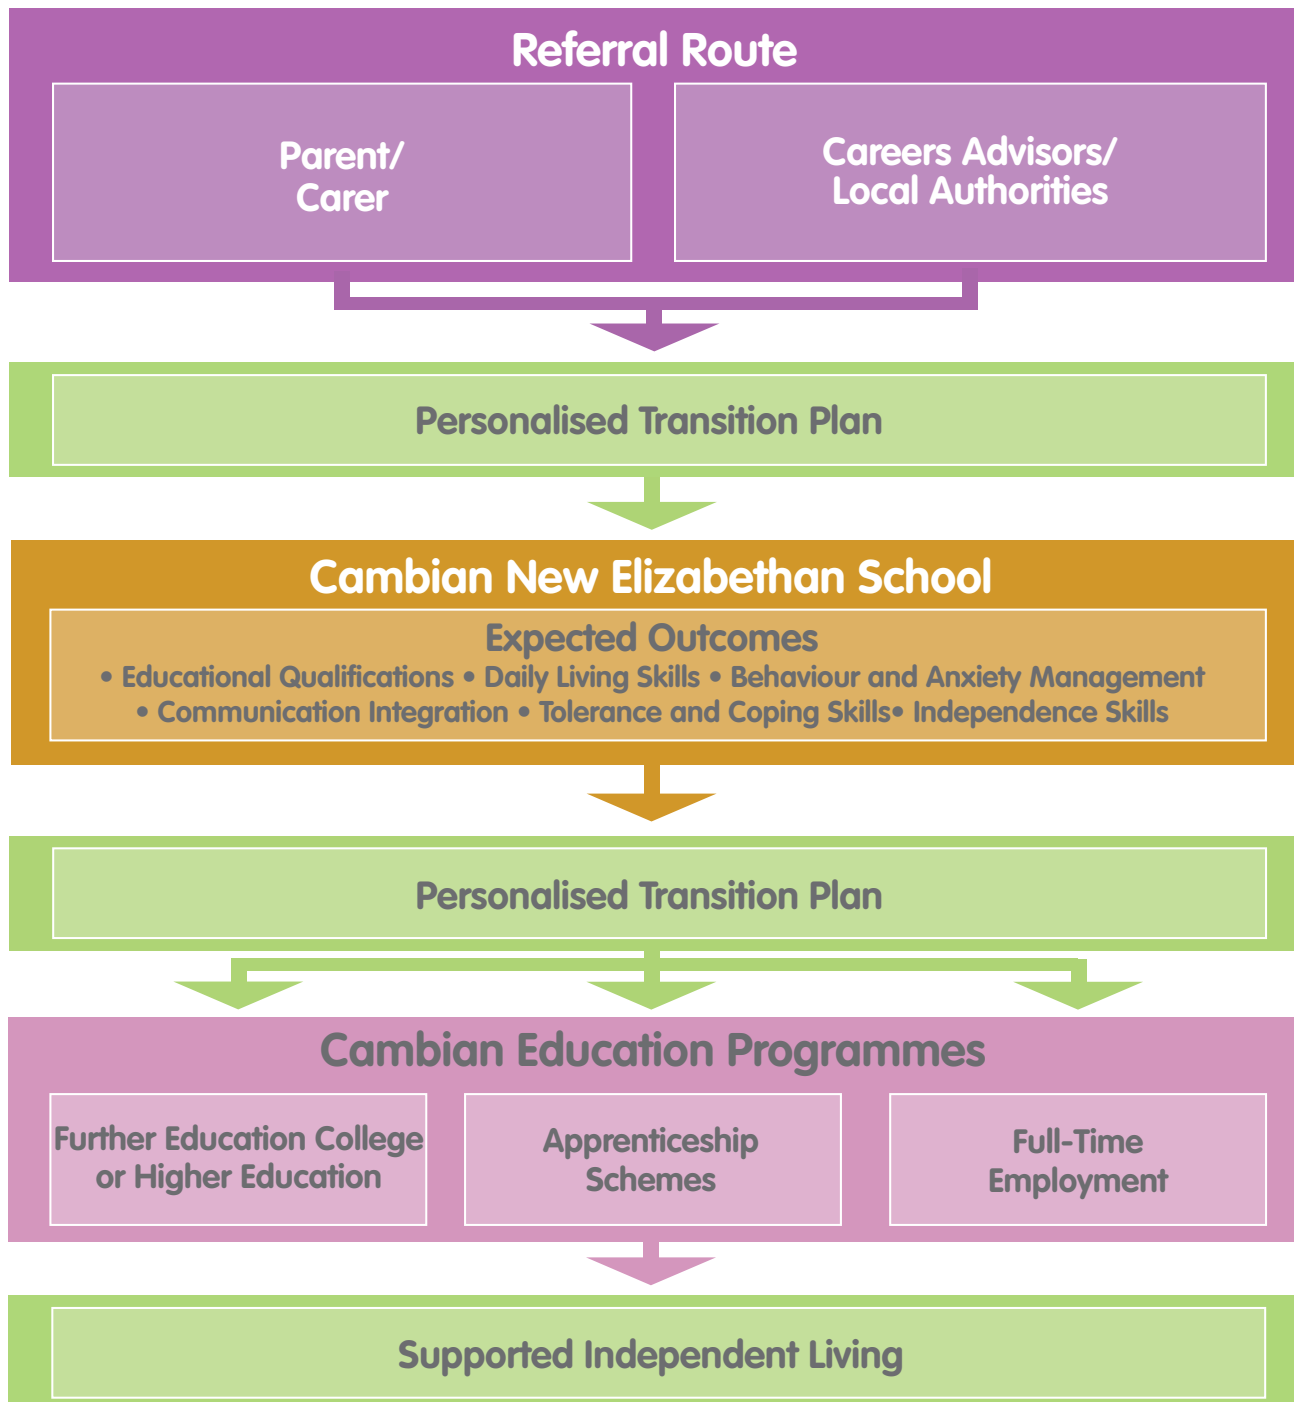 Referral Route
Parent/
Carer
Careers Advisors/
Local Authorities
Personalised Transition Plan
Cambian New Elizabethan School
Expected Outcomes
• Educational Qualifications • Daily Living Skills • Behaviour and Anxiety Management
• Communication Integration • Tolerance and Coping Skills• Independence Skills
Personalised Transition Plan
Cambian Education Programmes
Further Education College
or Higher Education
Apprenticeship
Schemes
Full-Time
Employment
Supported Independent Living